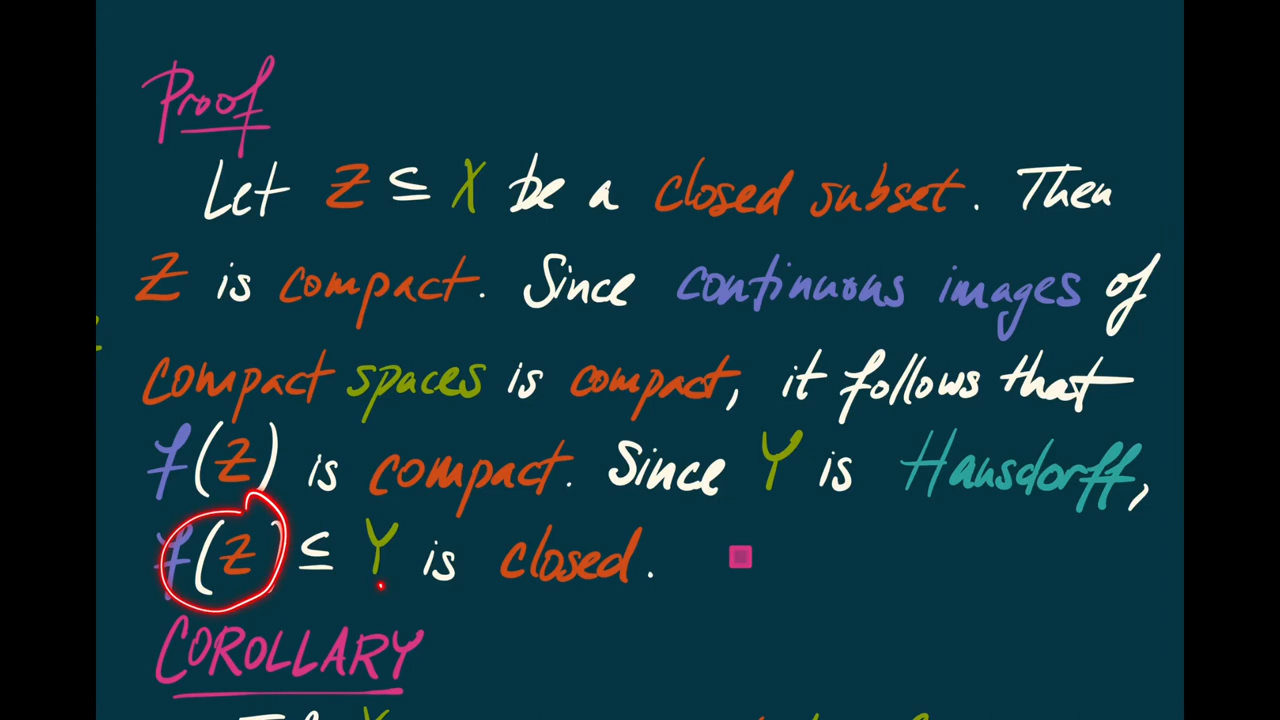 Proof
Let Z ⊆ X be a closed subset. Then
Z is compact. Since continuous images of
compact spaces is compact, it follows that
f(Z) is compact. Since Y is Hausdorff,
f(Z) ⊆ Y is closed.
COROLLARY